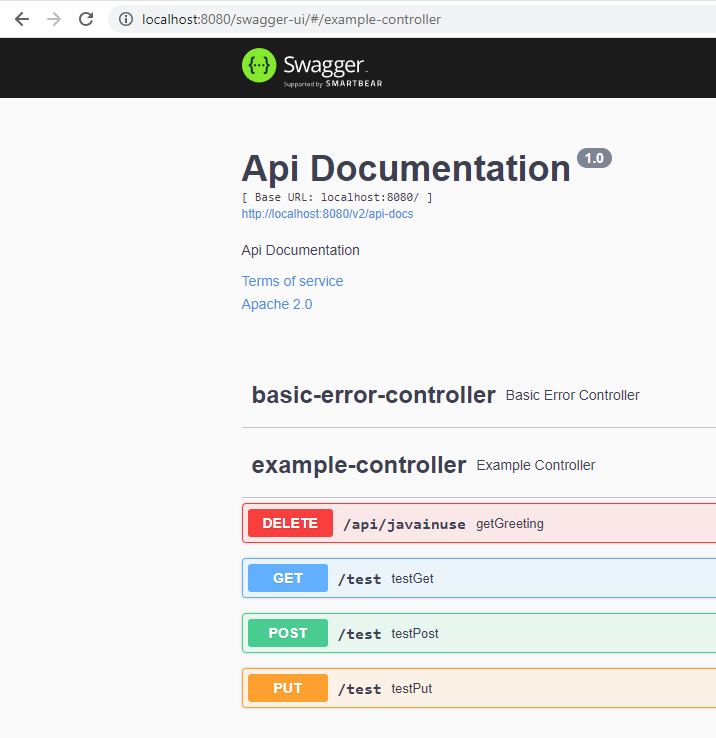 localhost:8080/swagger-ui/#/example-controller
{···} Swagger
Supported by SMARTBEAR
Api Documentation 1.0
[ Base URL: localhost:8080/ ]
http://localhost:8080/v2/api-docs
Api Documentation
Terms of service
Apache 2.0
basic-error-controller Basic Error Controller
example-controller Example Controller
DELETE /api/javainuse getGreeting
GET /test testGet
POST /test testPost
PUT /test testPut